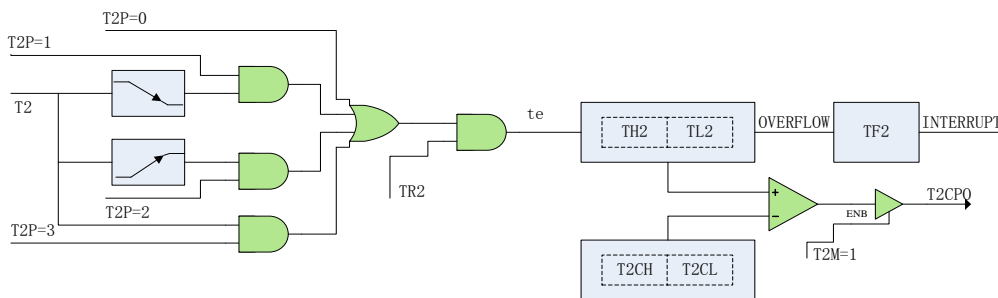 T2P=0
T2P=1
T2
T2P=2
T2P=3
TR2
te
TH2
TL2
OVERFLOW
TF2
INTERRUPT
+
−
ENB
T2CPO
T2M=1
T2CH
T2CL